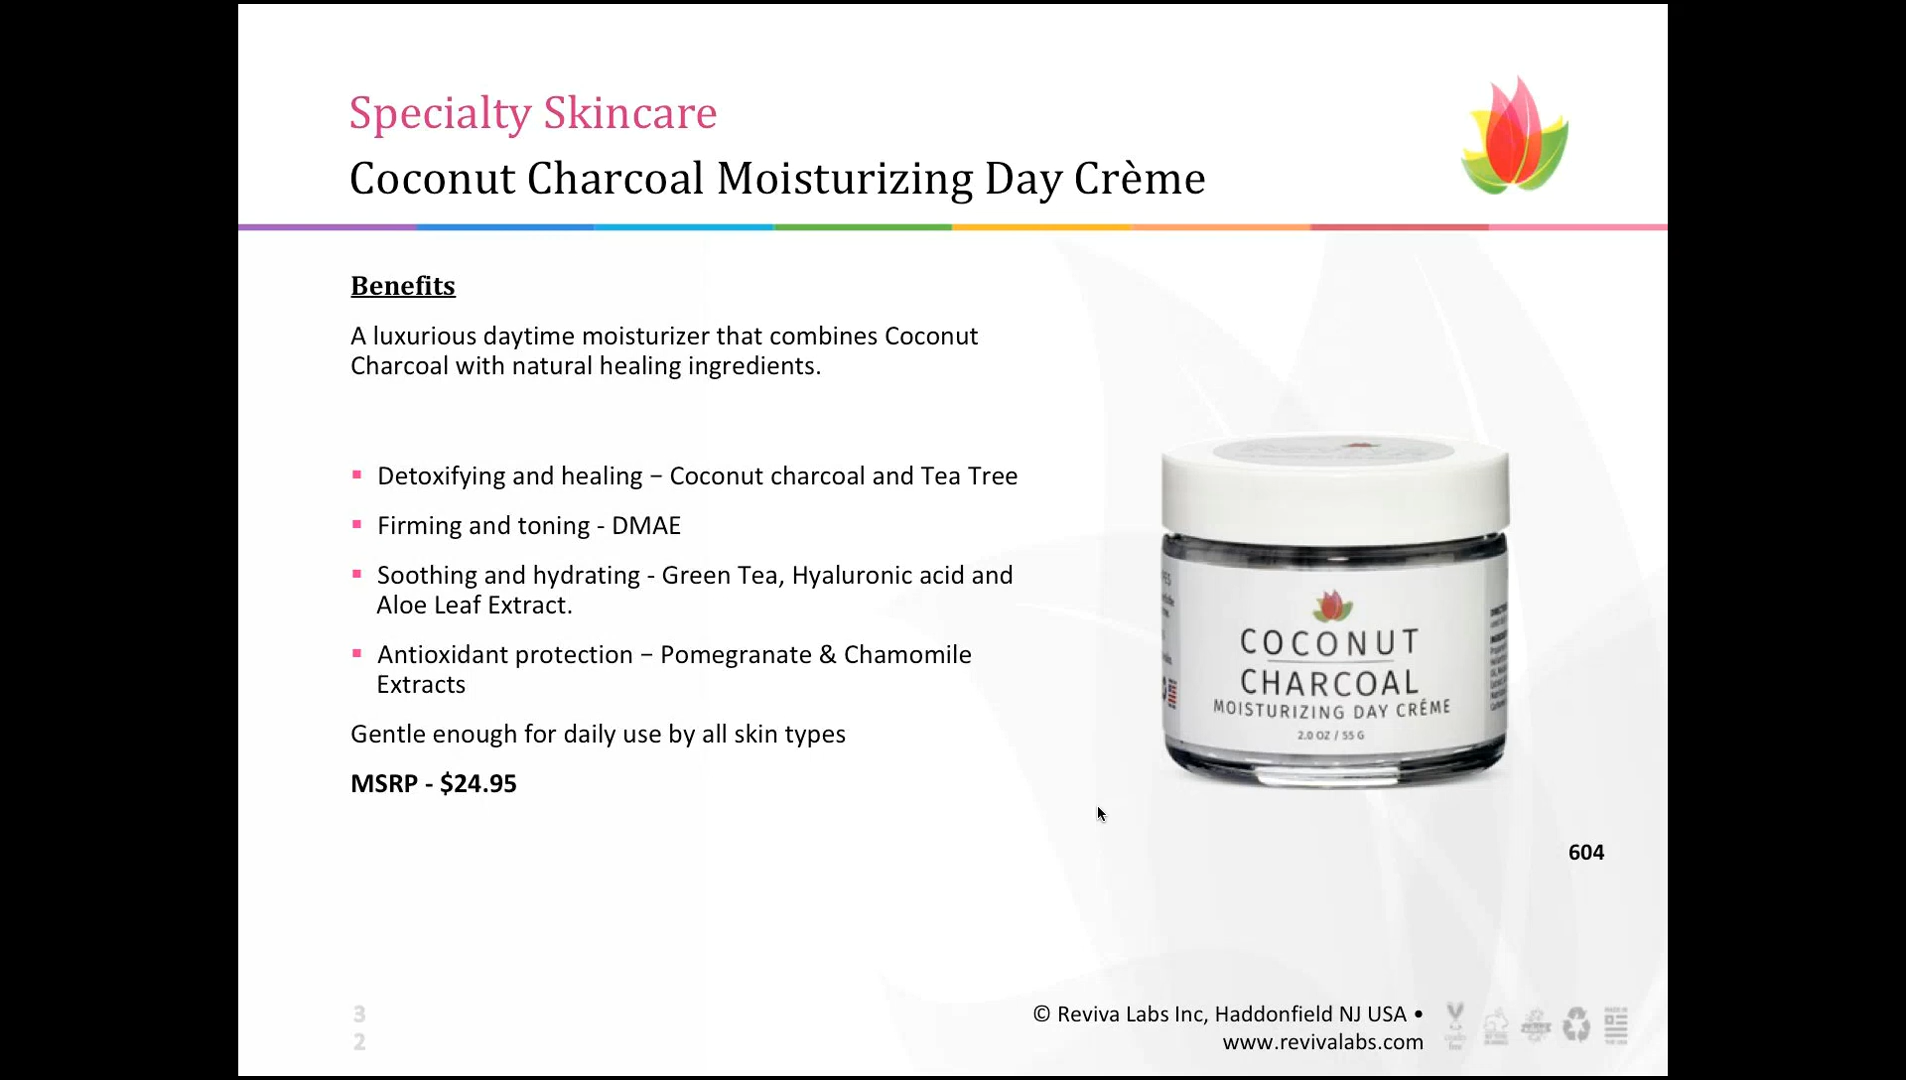 Specialty Skincare
Coconut Charcoal Moisturizing Day Crème
Benefits
A luxurious daytime moisturizer that combines Coconut
Charcoal with natural healing ingredients.
▪ Detoxifying and healing – Coconut charcoal and Tea Tree
▪ Firming and toning - DMAE
▪ Soothing and hydrating - Green Tea, Hyaluronic acid and
Aloe Leaf Extract.
▪ Antioxidant protection – Pomegranate & Chamomile
Extracts
Gentle enough for daily use by all skin types
MSRP - $24.95
COCONUT
CHARCOAL
MOISTURIZING DAY CRÉME
2.0 OZ / 55 G
604
3
2
© Reviva Labs Inc, Haddonfield NJ USA •
www.revivalabs.com